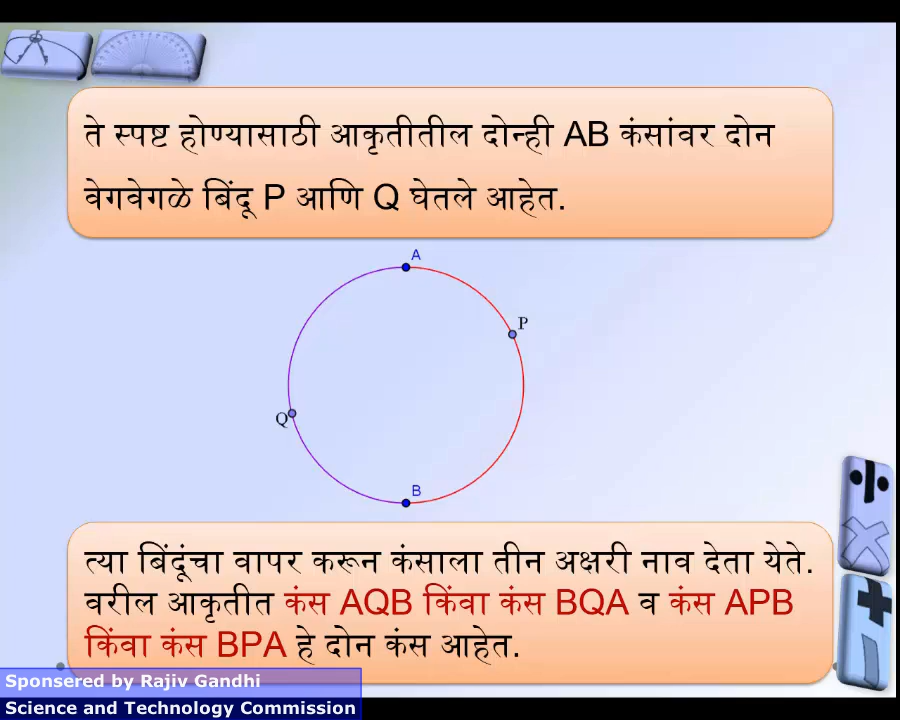 ते स्पष्ट होण्यासाठी आकृतीतील दोन्ही AB कंसांवर दोन
वेगवेगळे बिंदू P आणि Q घेतले आहेत.
A
P
Q
B
त्या बिंदूंचा वापर करून कंसाला तीन अक्षरी नाव देता येते.
वरील आकृतीत कंस AQB किंवा कंस BQA व कंस APB
किंवा कंस BPA हे दोन कंस आहेत.
Sponsered by Rajiv Gandhi
Science and Technology Commission